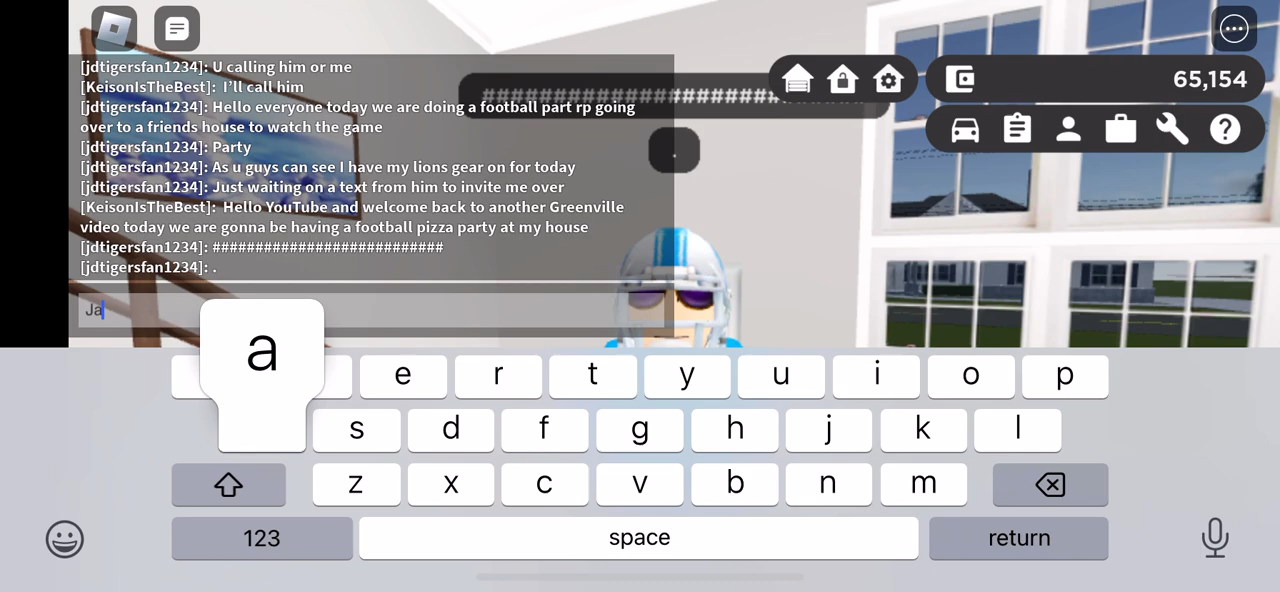 [jdtigersfan1234]: U calling him or me
[KeisonIsTheBest]: I'll call him
[jdtigersfan1234]: Hello everyone today we are doing a football part rp going
over to a friends house to watch the game
[jdtigersfan1234]: Party
[jdtigersfan1234]: As u guys can see I have my lions gear on for today
[jdtigersfan1234]: Just waiting on a text from him to invite me over
[KeisonIsTheBest]: Hello YouTube and welcome back to another Greenville
video today we are gonna be having a football pizza party at my house
[jdtigersfan1234]: ###########################
[jdtigersfan1234]: .
65,154
.
Ja
a
e r t y u i o p
s d f g h j k l
z x c v b n m
123 space return